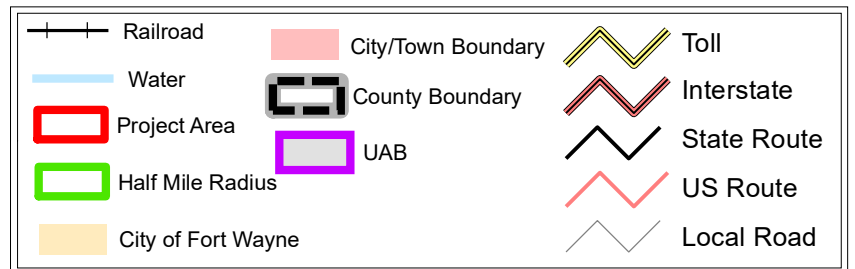 Railroad
Water
Project Area
Half Mile Radius
City of Fort Wayne
City/Town Boundary
County Boundary
UAB
Toll
Interstate
State Route
US Route
Local Road